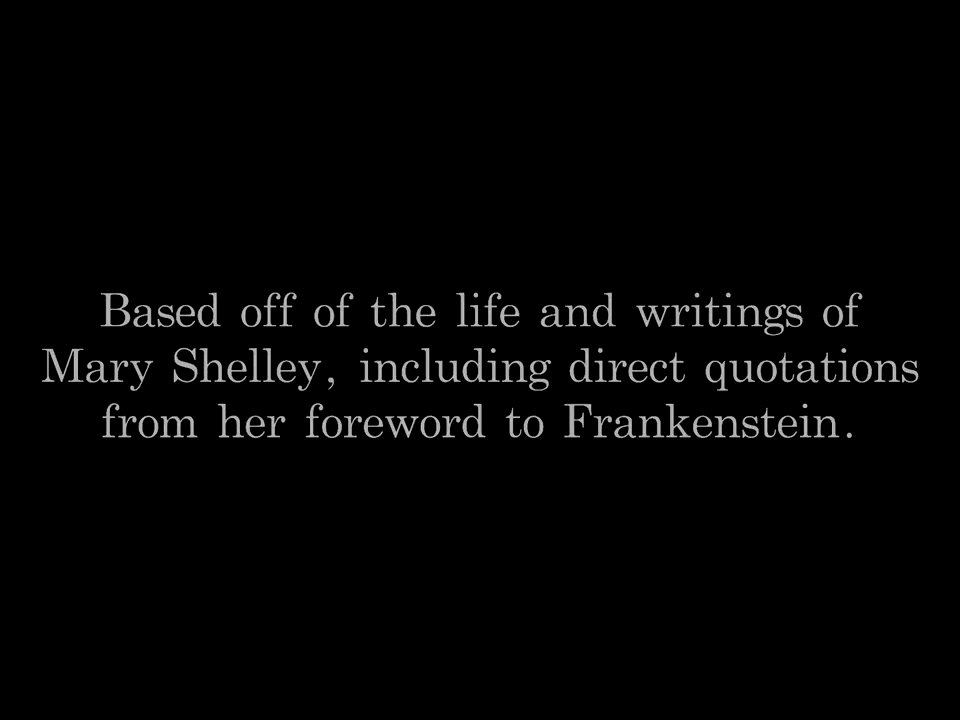 Based off of the life and writings of
Mary Shelley, including direct quotations
from her foreword to Frankenstein.